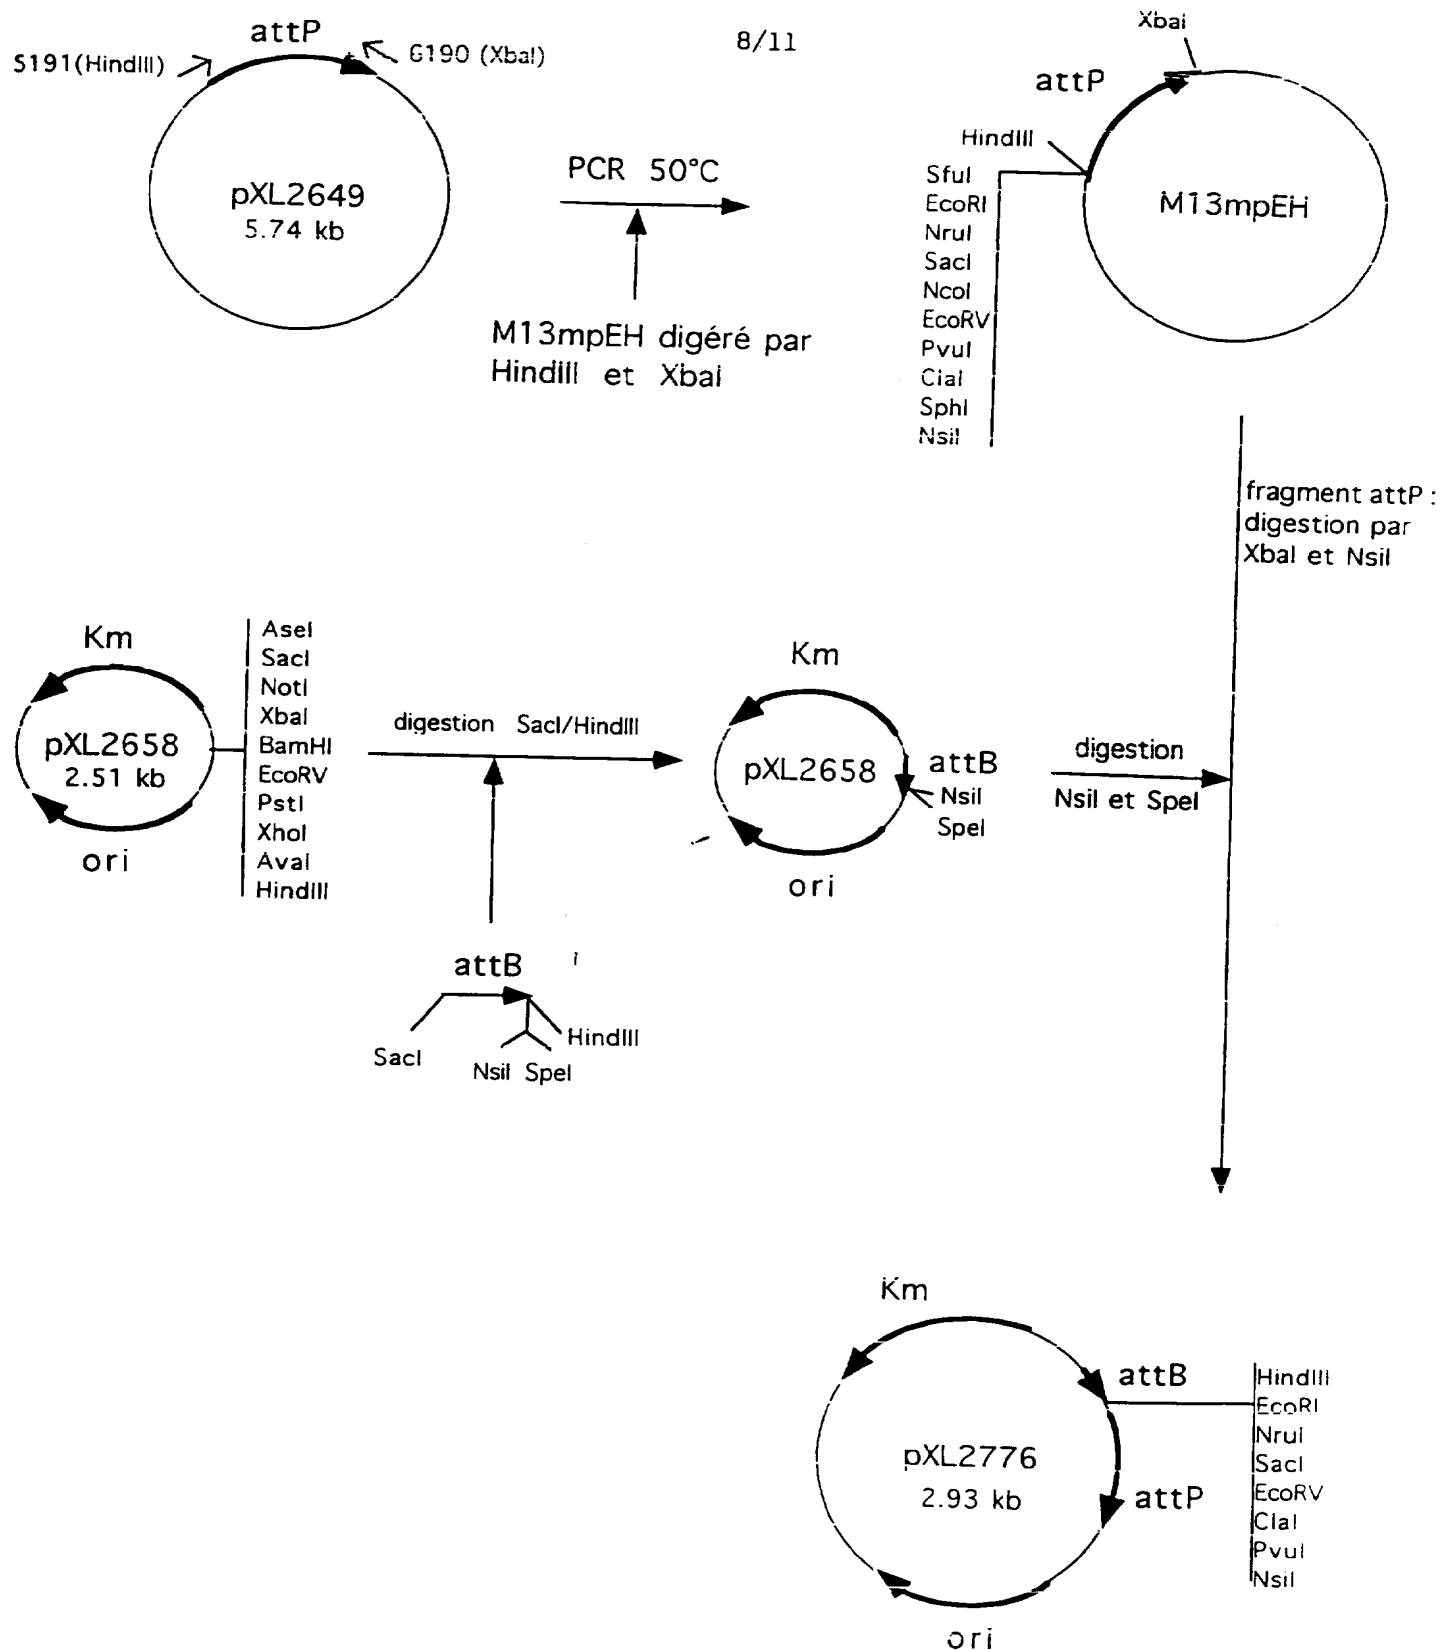 8/11
attP
S191(HindIII)
G190 (XbaI)
pXL2649
5.74 kb
PCR 50°C
M13mpEH digéré par
HindIII et XbaI
XbaI
attP
HindIII
SfuI
EcoRI
NruI
SacI
NcoI
EcoRV
PvuI
ClaI
SphI
NsiI
M13mpEH
fragment attP :
digestion par
XbaI et NsiI
Km
pXL2658
2.51 kb
ori
AseI
SacI
NotI
XbaI
BamHI
EcoRV
PstI
XhoI
AvaI
HindIII
digestion SacI/HindIII
attB
SacI
NsiI SpeI
HindIII
Km
pXL2658
attB
NsiI
SpeI
ori
digestion
NsiI et SpeI
Km
attB
pXL2776
2.93 kb
attP
ori
HindIII
EcoRI
NruI
SacI
EcoRV
ClaI
PvuI
NsiI